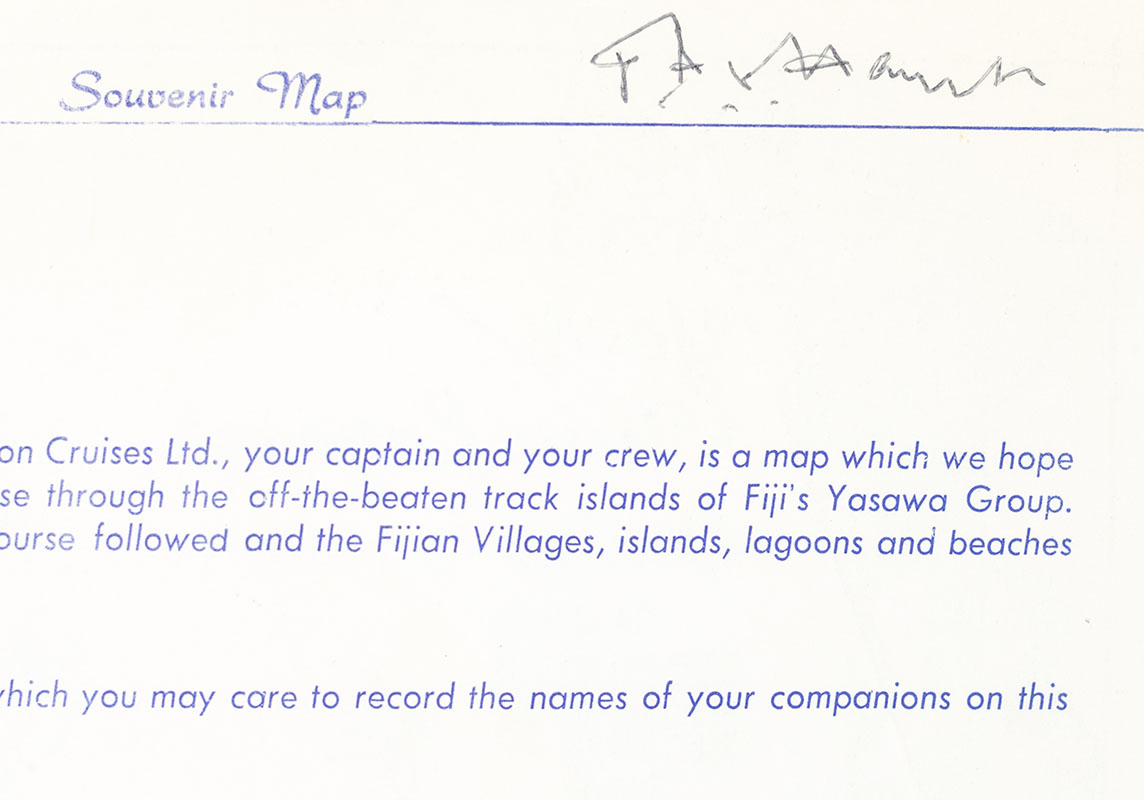 Souvenir Map
on Cruises Ltd., your captain and your crew, is a map which we hope
se through the off-the-beaten track islands of Fiji's Yasawa Group.
ourse followed and the Fijian Villages, islands, lagoons and beaches
which you may care to record the names of your companions on this